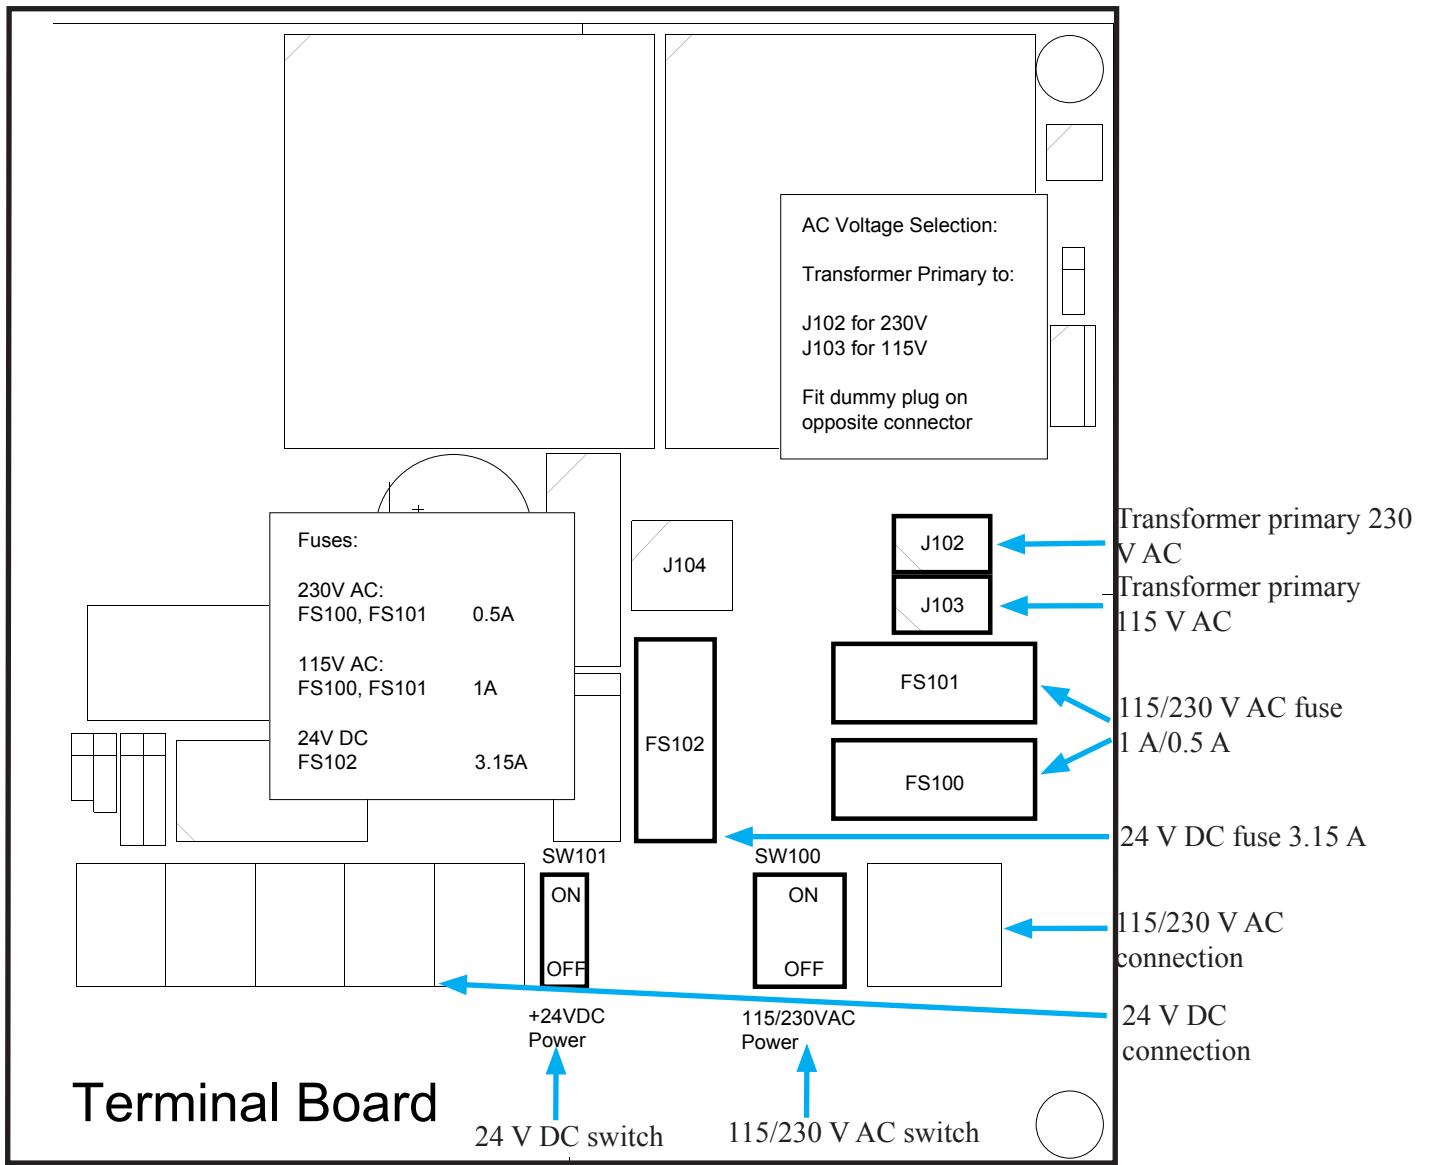 AC Voltage Selection:
Transformer Primary to:
J102 for 230V
J103 for 115V
Fit dummy plug on
opposite connector
Fuses:
230V AC:
FS100, FS101 0.5A
115V AC:
FS100, FS101 1A
24V DC
FS102 3.15A
J104
J102
J103
FS101
FS102
FS100
Transformer primary 230
V AC
Transformer primary
115 V AC
115/230 V AC fuse
1 A/0.5 A
24 V DC fuse 3.15 A
SW101
ON
OFF
+24VDC
Power
SW100
ON
OFF
115/230VAC
Power
115/230 V AC
connection
24 V DC
connection
Terminal Board
24 V DC switch
115/230 V AC switch